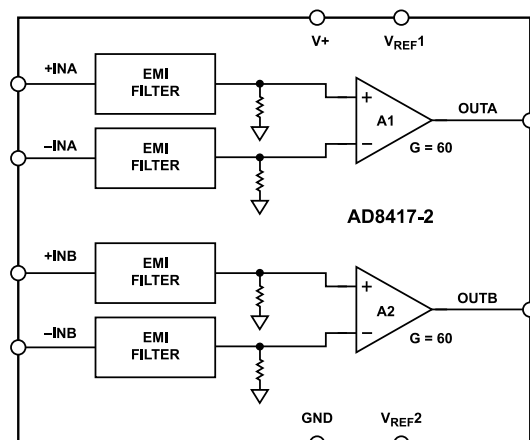 V+
VREF1
+INA
EMI
FILTER
+
A1
−
OUTA
G = 60
−INA
EMI
FILTER
AD8417-2
+INB
EMI
FILTER
+
A2
−
OUTB
G = 60
−INB
EMI
FILTER
GND
VREF2